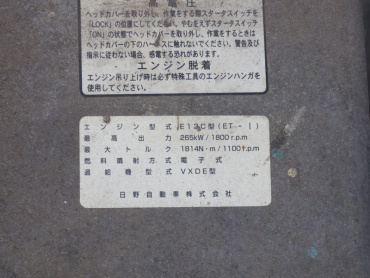 高電圧
ヘッドカバーを取り外し、作業をする際スタータスイッチを
「LOCK」の位置にしてください。やむをえずスタータスイッチ
「ON」の状態でヘッドカバーを取り外し、作業をするときは
ヘッドカバーの下のハーネスに触れないでください。警告及び
指示に従わない場合、感電する恐れがあります。
エンジン脱着
エンジン吊り上げ時は必ず特殊工具のエンジンハンガを
使用してください。
エンジン型式 E13C型(ET-I)
最高出力 265kW/1800r.p.m
最大トルク 1814N・m/1100r.p.m
燃料噴射方式 電子式
過給機型式 VXDE型
日野自動車株式会社